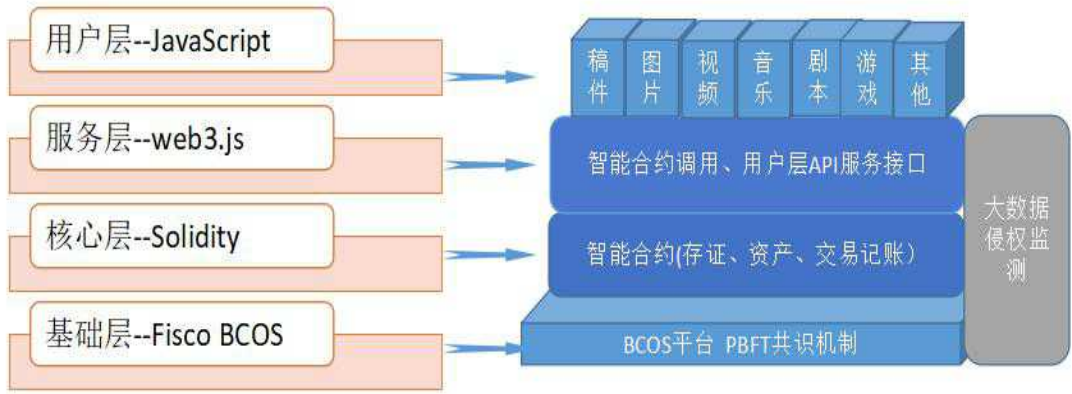 用户层--JavaScript
服务层--web3.js
核心层--Solidity
基础层--Fisco BCOS
稿件
图片
视频
音乐
剧本
游戏
其他
智能合约调用、用户层API服务接口
智能合约(存证、资产、交易记账）
BCOS平台 PBFT共识机制
大数据
侵权监
测